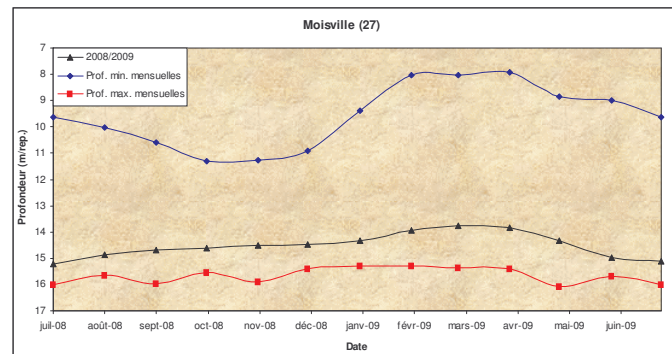 Moisville (27)
2008/2009
Prof. min. mensuelles
Prof. max. mensuelles
Profondeur (m/rep.)
7
8
9
10
11
12
13
14
15
16
17
juil-08 août-08 sept-08 oct-08 nov-08 déc-08 janv-09 févr-09 mars-09 avr-09 mai-09 juin-09
Date